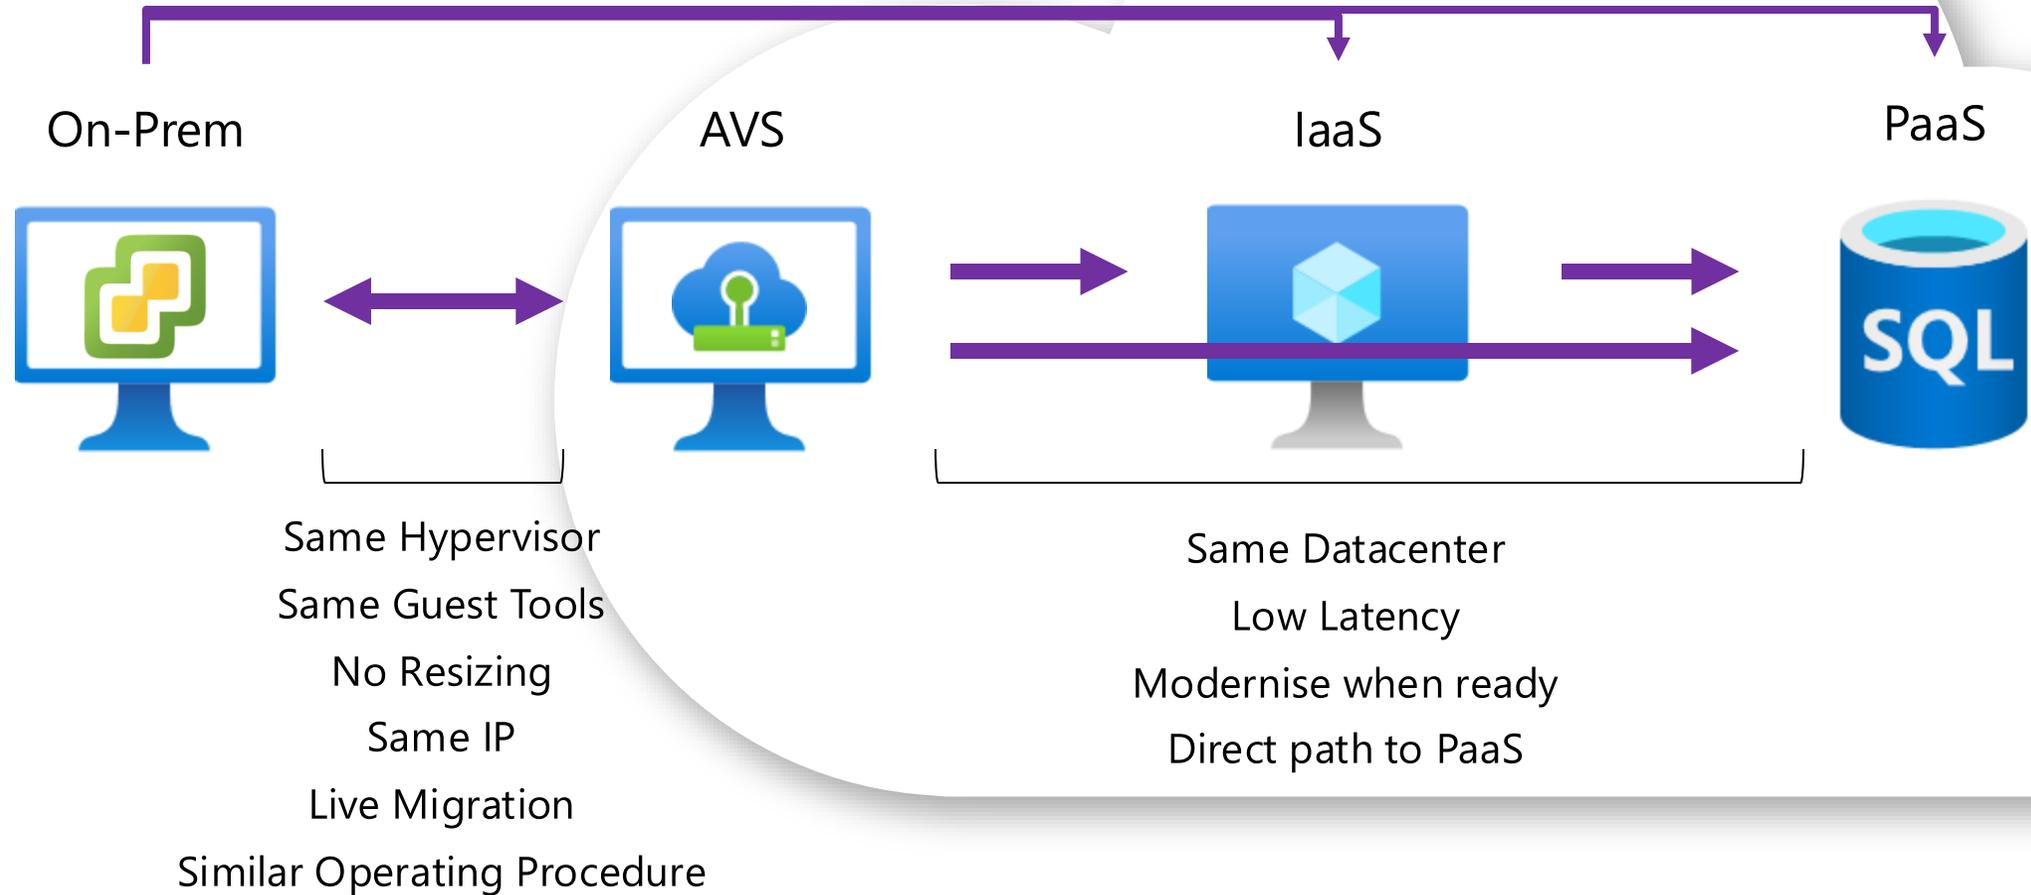 On-Prem
AVS
IaaS
PaaS
SQL
Same Hypervisor
Same Guest Tools
No Resizing
Same IP
Live Migration
Similar Operating Procedure
Same Datacenter
Low Latency
Modernise when ready
Direct path to PaaS